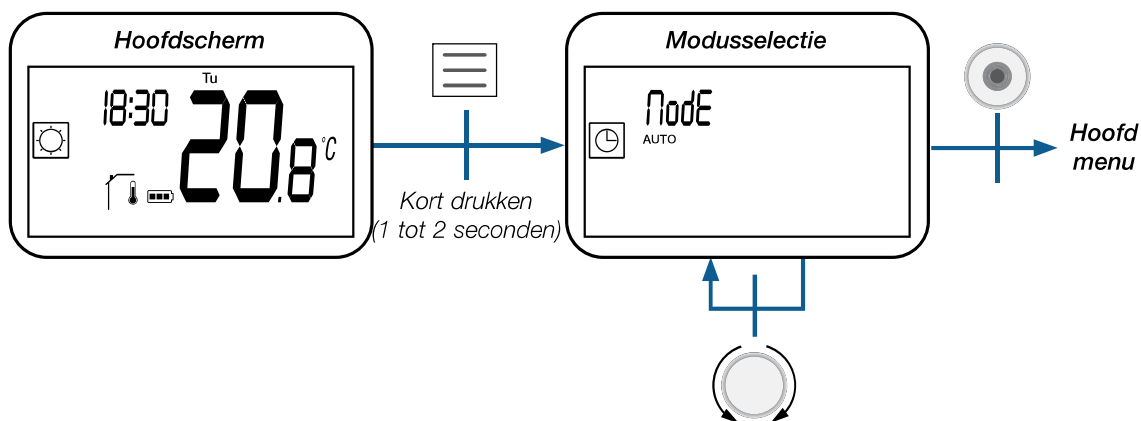 Hoofdscherm
Tu
18:30
20.8 °C
Kort drukken
(1 tot 2 seconden)
Modusselectie
NodE
AUTO
Hoofd
menu